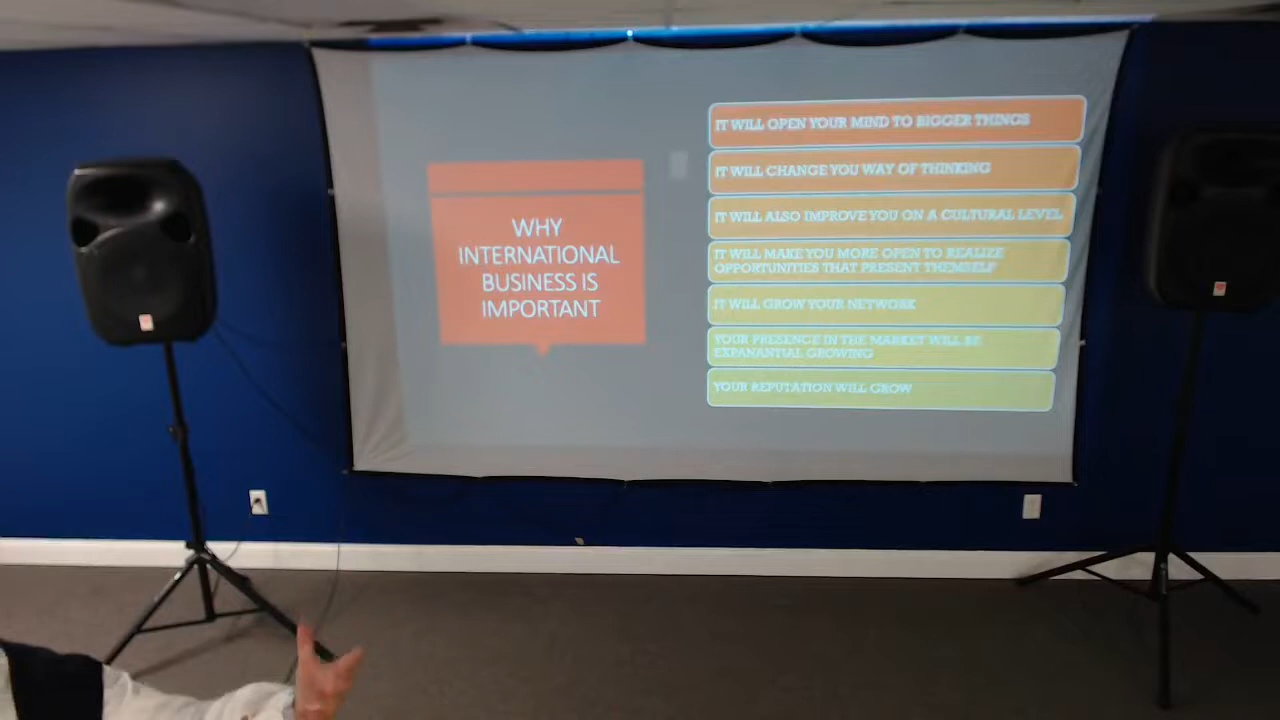 WHY
INTERNATIONAL
BUSINESS IS
IMPORTANT
IT WILL OPEN YOUR MIND TO BIGGER THINGS
IT WILL CHANGE YOU WAY OF THINKING
IT WILL ALSO IMPROVE YOU ON A CULTURAL LEVEL
IT WILL MAKE YOU MORE OPEN TO REALIZE
OPPORTUNITIES THAT PRESENT THEMSELF
IT WILL GROW YOUR NETWORK
YOUR PRESENCE IN THE MARKET WILL BE
EXPANANTIAL GROWING
YOUR REPUTATION WILL GROW